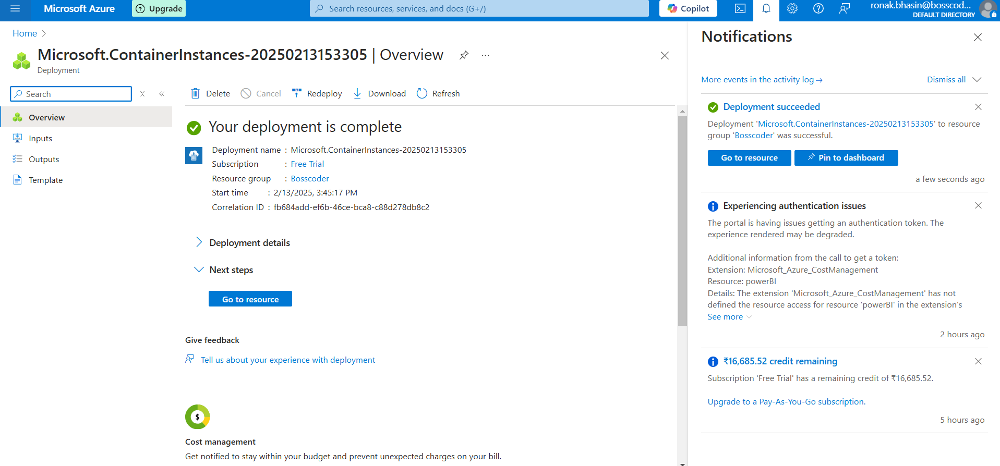 Microsoft Azure
Upgrade
Search resources, services, and docs (G+/)
Copilot
ronak.bhasin@bosscod...
DEFAULT DIRECTORY
Home
Microsoft.ContainerInstances-20250213153305 | Overview
Deployment
Search
Overview
Inputs
Outputs
Template
Delete
Cancel
Redeploy
Download
Refresh
Your deployment is complete
Deployment name : Microsoft.ContainerInstances-20250213153305
Subscription : Free Trial
Resource group : Bosscoder
Start time : 2/13/2025, 3:45:17 PM
Correlation ID : fb684add-ef6b-46ce-bca8-c88d278db8c2
Deployment details
Next steps
Go to resource
Give feedback
Tell us about your experience with deployment
$
Cost management
Get notified to stay within your budget and prevent unexpected charges on your bill.
Notifications
More events in the activity log →
Dismiss all
Deployment succeeded
Deployment 'Microsoft.ContainerInstances-20250213153305' to resource
group 'Bosscoder' was successful.
Go to resource
Pin to dashboard
a few seconds ago
Experiencing authentication issues
The portal is having issues getting an authentication token. The
experience rendered may be degraded.
Additional information from the call to get a token:
Extension: Microsoft_Azure_CostManagement
Resource: powerBI
Details: The extension 'Microsoft_Azure_CostManagement' has not
defined the resource access for resource 'powerBI' in the extension's
See more
2 hours ago
₹16,685.52 credit remaining
Subscription 'Free Trial' has a remaining credit of ₹16,685.52.
Upgrade to a Pay-As-You-Go subscription.
5 hours ago